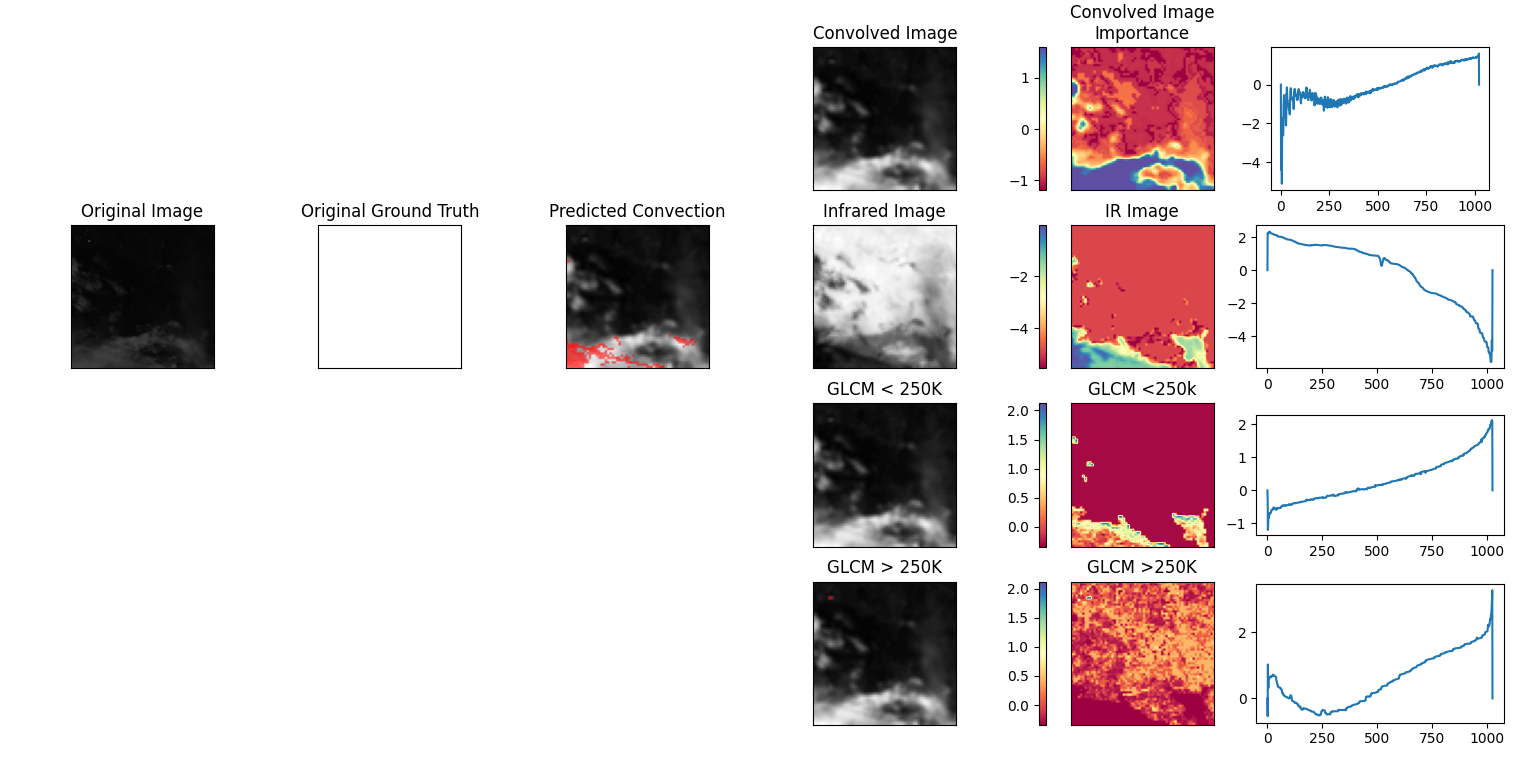 Convolved Image
Convolved Image
Importance
1
0
−1
0
−2
−4
0 250 500 750 1000
Original Image
Original Ground Truth
Predicted Convection
Infrared Image
IR Image
−2
−4
2
0
−2
−4
0 250 500 750 1000
GLCM < 250K
GLCM <250k
2.0
1.5
1.0
0.5
0.0
2
1
0
−1
0 250 500 750 1000
GLCM > 250K
GLCM >250K
2.0
1.5
1.0
0.5
0.0
2
0
0 250 500 750 1000